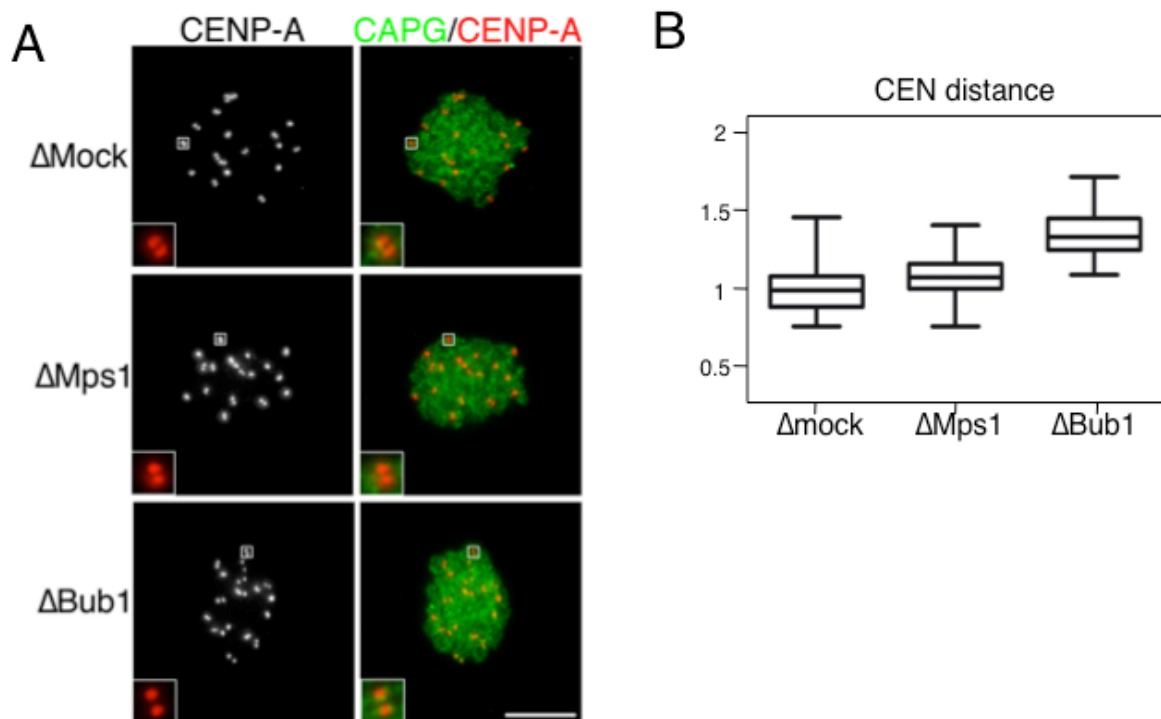 A
CENP-A
CAPG/CENP-A
ΔMock
ΔMps1
ΔBub1
B
CEN distance
2
1.5
1
0.5
Δmock
ΔMps1
ΔBub1